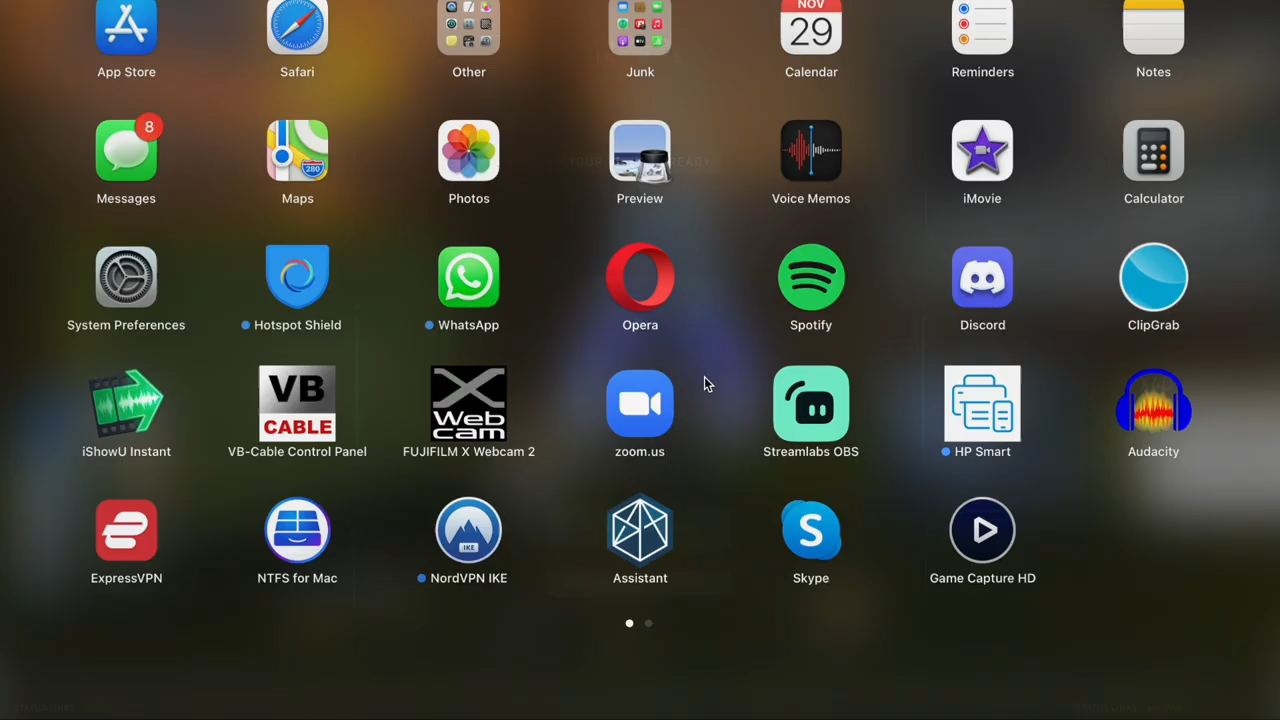 NOV
29
App Store
Safari
Other
Junk
Calendar
Reminders
Notes
8
280
Messages
Maps
Photos
Preview
Voice Memos
iMovie
Calculator
System Preferences
Hotspot Shield
WhatsApp
Opera
Spotify
Discord
ClipGrab
VB
CABLE
Web
cam
iShowU Instant
VB-Cable Control Panel
FUJIFILM X Webcam 2
zoom.us
Streamlabs OBS
HP Smart
Audacity
IKE
S
ExpressVPN
NTFS for Mac
NordVPN IKE
Assistant
Skype
Game Capture HD